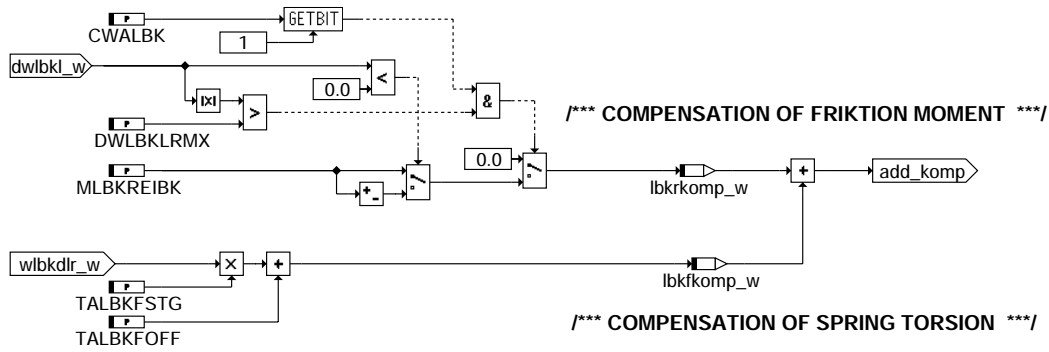 P
CWALBK
GETBIT
1
dwlbkl_w
0.0
<
|x|
>
&
/*** COMPENSATION OF FRIKTION MOMENT ***/
P
DWLBKLRMX
P
MLBKREIBK
0.0
+
-
lbkrkomp_w
+
add_komp
wlbkdlr_w
X
+
lbkfkomp_w
P
TALBKFSTG
P
TALBKFOFF
/*** COMPENSATION OF SPRING TORSION ***/